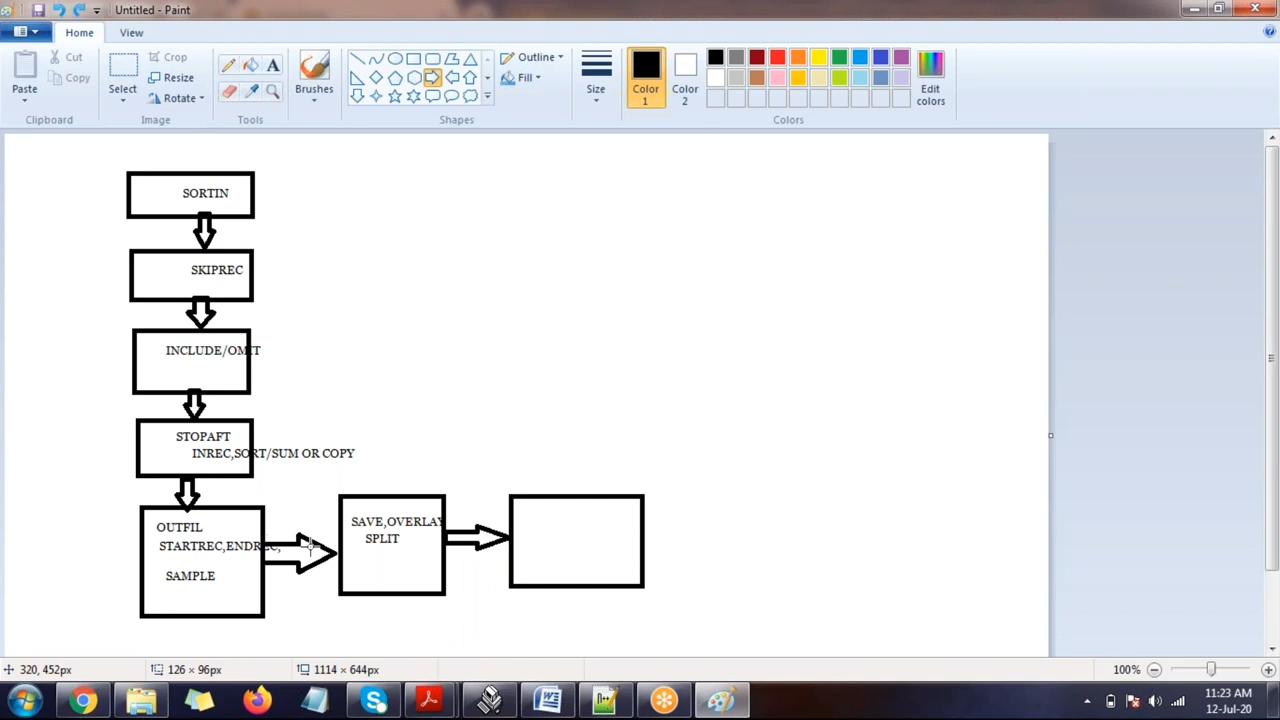 Untitled - Paint
Home
View
Paste
Cut
Copy
Clipboard
Select
Crop
Resize
Rotate
Image
Tools
Brushes
Outline
Fill
Shapes
Size
Color
1
Color
2
Edit
colors
Colors
SORTIN
SKIPREC
INCLUDE/OMIT
STOPAFT
INREC,SORT/SUM OR COPY
OUTFIL
STARTREC,ENDREC,
SAMPLE
SAVE,OVERLAY
SPLIT
320, 452px
126 × 96px
1114 × 644px
100%
11:23 AM
12-Jul-20